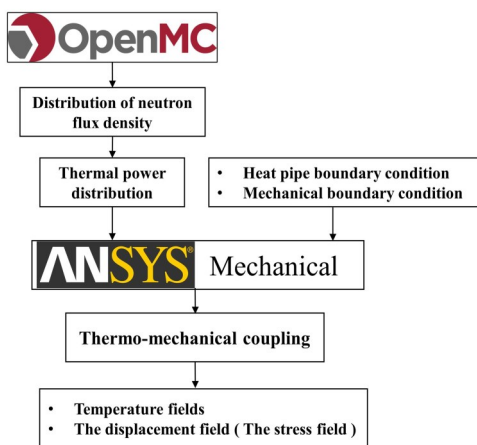 OpenMC
Distribution of neutron
flux density
Thermal power
distribution
• Heat pipe boundary condition
• Mechanical boundary condition
ANSYS® Mechanical
Thermo-mechanical coupling
• Temperature fields
• The displacement field ( The stress field )